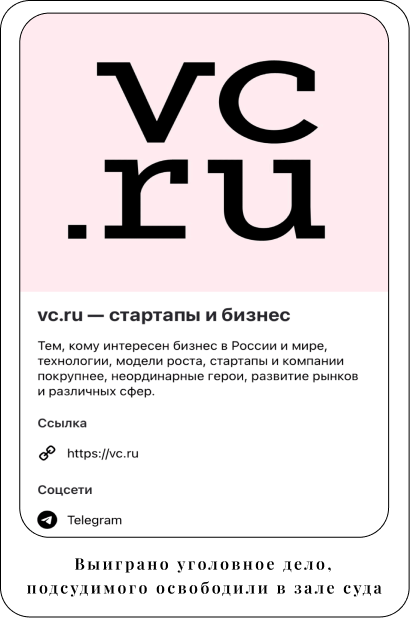 vc
.ru
vc.ru — стартапы и бизнес
Тем, кому интересен бизнес в России и мире,
технологии, модели роста, стартапы и компании
покрупнее, неординарные герои, развитие рынков
и различных сфер.
Ссылка
https://vc.ru
Соцсети
Telegram
Выиграно уголовное дело,
подсудимого освободили в зале суда